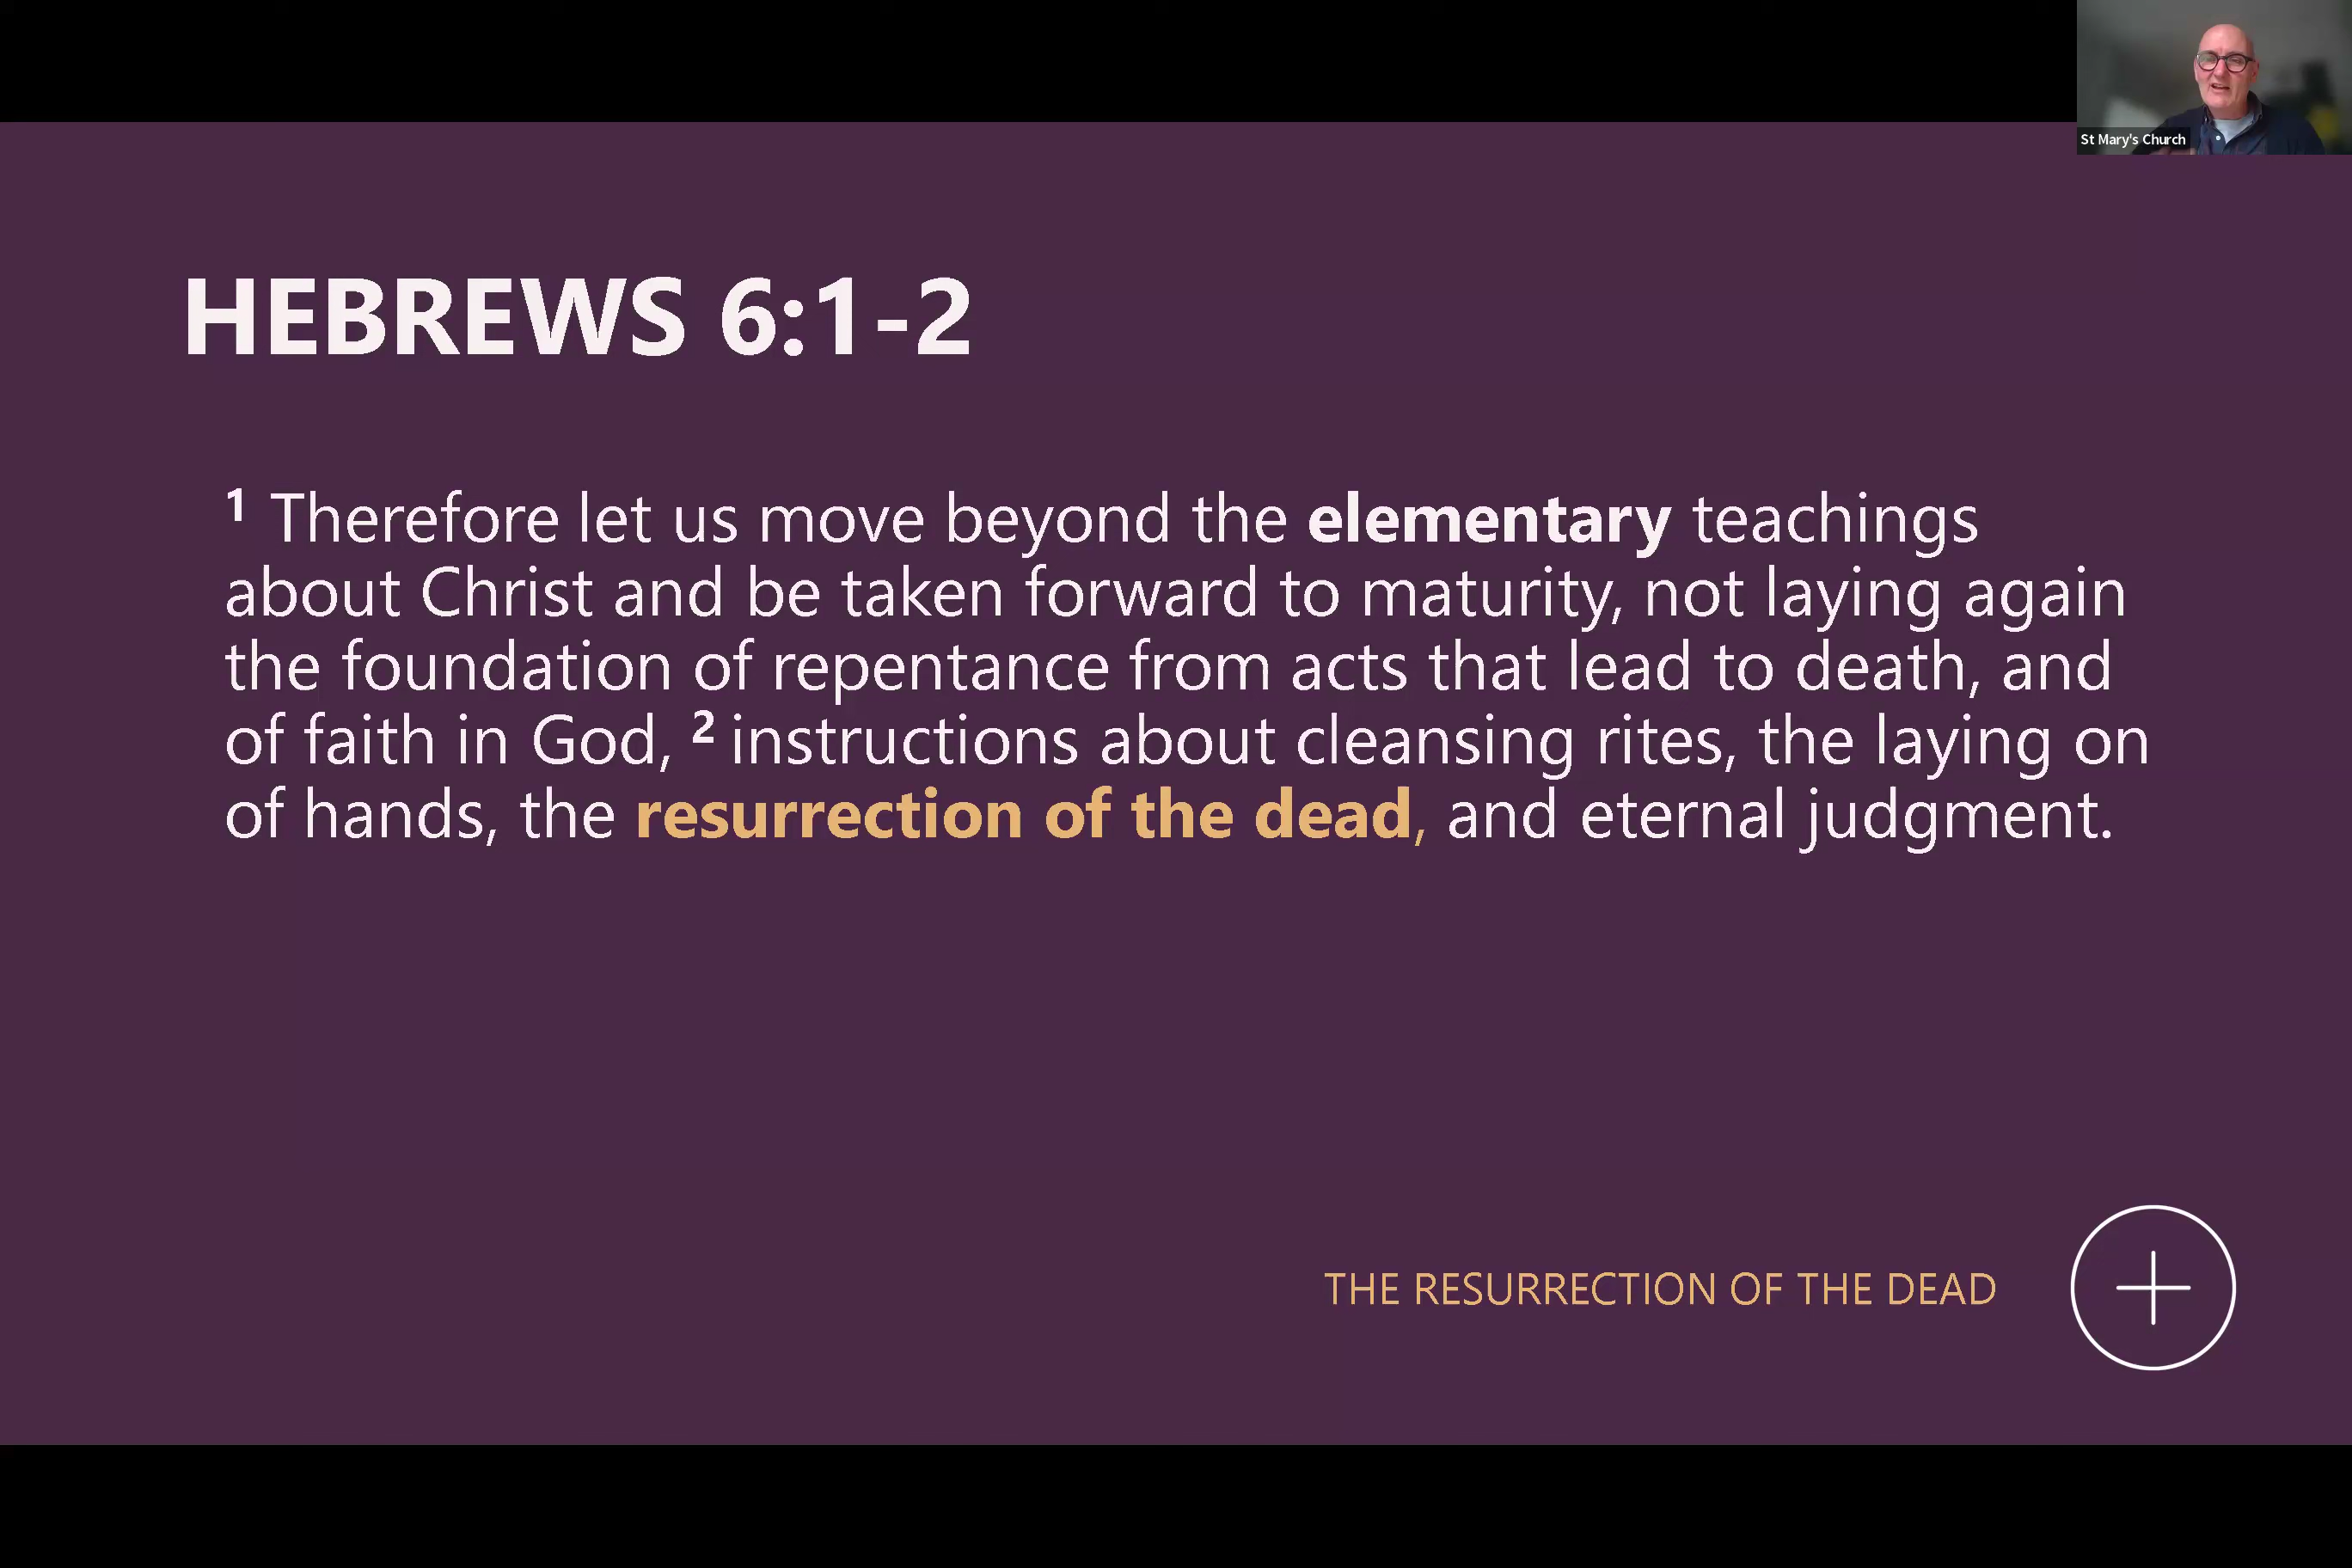 St Mary's Church
HEBREWS 6:1-2
1 Therefore let us move beyond the elementary teachings
about Christ and be taken forward to maturity, not laying again
the foundation of repentance from acts that lead to death, and
of faith in God, 2 instructions about cleansing rites, the laying on
of hands, the resurrection of the dead, and eternal judgment.
THE RESURRECTION OF THE DEAD